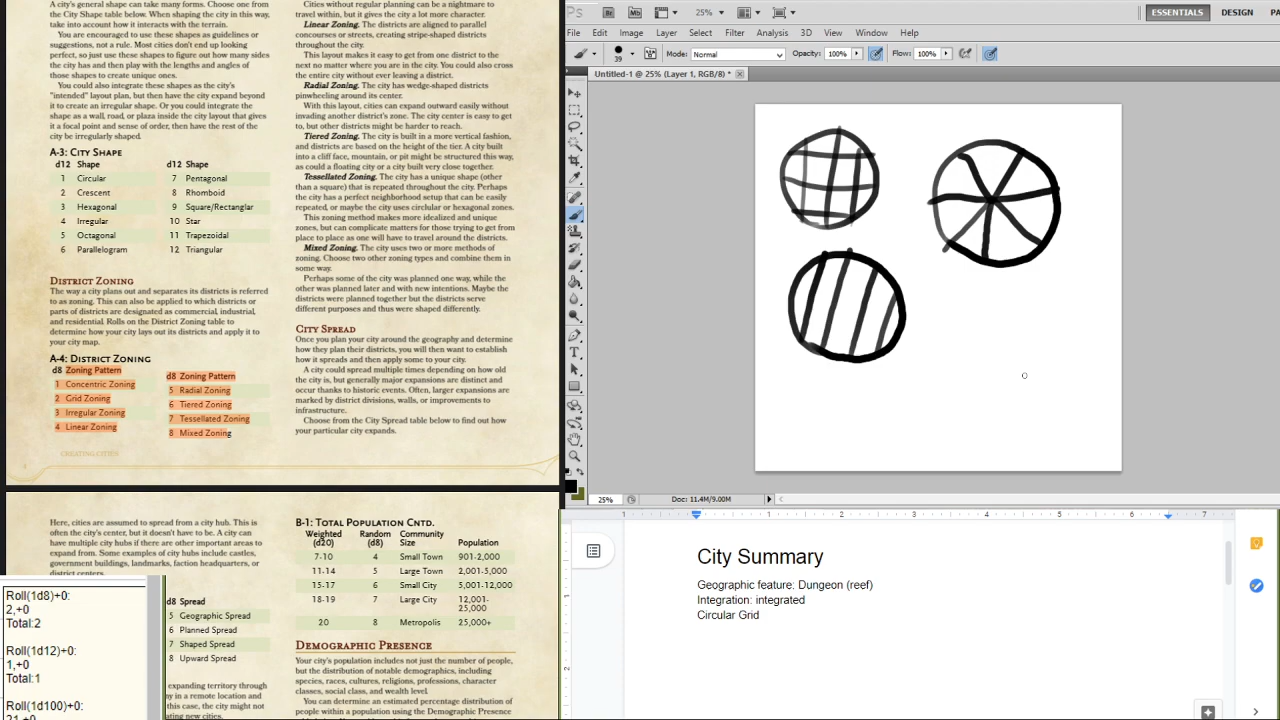 A city's general shape can take many forms. Choose one from
the City Shape table below. When shaping the city in this way,
take into account how it interacts with the terrain.
You are encouraged to use these shapes as guidelines or
suggestions, not a rule. Most cities don't end up looking
perfect, so just use these shapes to figure on how many sides
the city has and then play with the lengths and angles of
those shapes to create unique ones.
You could also integrate these shapes as the city's
"intended" layout plan, but then have the city expand beyond
it to create an irregular shape. Or you could integrate the
shape as a wall, road, or plaza inside the city layout that gives
it a focal point and sense of order, then have the rest of the
city be irregularly shaped.
A-3: City Shape
d12 Shape d12 Shape
1 Circular 7 Pentagonal
2 Crescent 8 Rhomboid
3 Hexagonal 9 Square/Rectanglar
4 Irregular 10 Star
5 Octagonal 11 Trapezoidal
6 Parallelogram 12 Triangular
District Zoning
The way a city plans out and separates its districts is referred
to as zoning. This can also be applied to which districts or
parts of districts are designated as commercial, industrial,
and residential. Rolls on the District Zoning table to
determine how your city lays out its districts and apply it to
your city map.
A-4: District Zoning
d8 Zoning Pattern d8 Zoning Pattern
1 Concentric Zoning 5 Radial Zoning
2 Grid Zoning 6 Tiered Zoning
3 Irregular Zoning 7 Tessellated Zoning
4 Linear Zoning 8 Mixed Zoning
CREATING CITIES
Cities without regular planning can be a nightmare to
travel within, but it gives the city a lot more character.
Linear Zoning. The districts are aligned to parallel
concourses or streets, creating stripe-shaped districts
throughout the city.
This layout makes it easy to get from one district to the
next no matter where you are in the city. You could also cross
the entire city without ever leaving a district.
Radial Zoning. The city has wedge-shaped districts
pinwheeling around its center.
With this layout, cities can expand outward easily without
invading another district's zone. The city center is easy to get
to, but other districts might be harder to reach.
Tiered Zoning. The city is built in a more vertical fashion,
and districts are based on the height of the tier. A city built
into a cliff face, mountain, or pit might be structured this way,
as could a floating city or a city built very close together.
Tessellated Zoning. The city has a unique shape (other
than a square) that is repeated throughout the city. Perhaps
the city has a perfect neighborhood setup that can be easily
repeated, or maybe the city uses circular or hexagonal zones.
This zoning method makes more idealized and unique
zones, but can complicate matters for those trying to get from
place to place as one will have to travel around the districts.
Mixed Zoning. The city uses two or more methods of
zoning. Choose two other zoning types and combine them in
some way.
Perhaps some of the city was planned one way, while the
other was planned later and with new intentions. Maybe the
districts were planned together but the districts serve
different purposes and thus were shaped differently.
City Spread
Once you plan your city around the geography and determine
how they plan their districts, you will then want to establish
how it spreads and then apply some to your city.
A city could spread multiple times depending on how old
the city is, but generally major expansions are distinct and
occur thanks to historic events. Often, larger expansions are
marked by district divisions, walls, or improvements to
infrastructure.
Choose from the City Spread table below to find out how
your particular city expands.
Here, cities are assumed to spread from a city hub. This is
often the city's center, but it doesn't have to be. A city can
have multiple city hubs if there are other important areas to
expand from. Some examples of city hubs include castles,
government buildings, landmarks, faction headquarters, or
district centers.
d8 Spread
5 Geographic Spread
6 Planned Spread
7 Shaped Spread
8 Upward Spread
expanding territory through
ny in a remote location and
this case, the city might not
ating new cities.
B-1: Total Population Cntd.
Weighted (d20) Random (d8) Community Size Population
7-10 4 Small Town 901-2,000
11-14 5 Large Town 2,001-5,000
15-17 6 Small City 5,001-12,000
18-19 7 Large City 12,001-25,000
20 8 Metropolis 25,000+
Demographic Presence
Your city's population includes not just the number of people,
but the distribution of notable demographics, including
species, races, cultures, religions, professions, character
classes, social class, and wealth level.
You can determine an estimated percentage distribution of
people within a population using the Demographic Presence
Roll(1d8)+0:
2,+0
Total:2
Roll(1d12)+0:
1,+0
Total:1
Roll(1d100)+0:
21,+0
PS Br Mb 25% ESSENTIALS DESIGN
File Edit Image Layer Select Filter Analysis 3D View Window Help
39 Mode: Normal Opacity: 100% Flow: 100%
Untitled-1 @ 25% (Layer 1, RGB/8) *
25% Doc: 11.4M/9.00M
1 1 2 3 4 5 6 7
City Summary
Geographic feature: Dungeon (reef)
Integration: integrated
Circular Grid